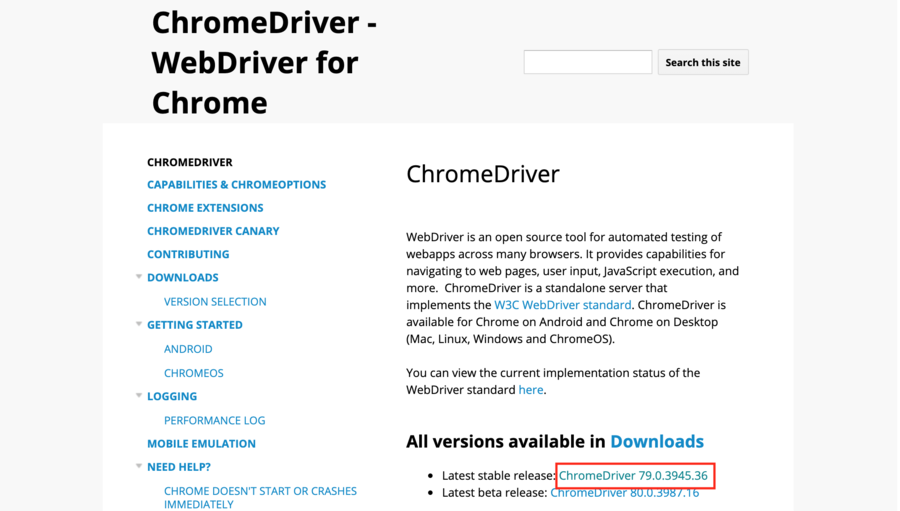 ChromeDriver -
WebDriver for
Chrome
Search this site
CHROMEDRIVER
CAPABILITIES & CHROMEOPTIONS
CHROME EXTENSIONS
CHROMEDRIVER CANARY
CONTRIBUTING
DOWNLOADS
VERSION SELECTION
GETTING STARTED
ANDROID
CHROMEOS
LOGGING
PERFORMANCE LOG
MOBILE EMULATION
NEED HELP?
CHROME DOESN'T START OR CRASHES
IMMEDIATELY
ChromeDriver
WebDriver is an open source tool for automated testing of
webapps across many browsers. It provides capabilities for
navigating to web pages, user input, JavaScript execution, and
more.  ChromeDriver is a standalone server that
implements the W3C WebDriver standard. ChromeDriver is
available for Chrome on Android and Chrome on Desktop
(Mac, Linux, Windows and ChromeOS).
You can view the current implementation status of the
WebDriver standard here.
All versions available in Downloads
• Latest stable release: ChromeDriver 79.0.3945.36
• Latest beta release: ChromeDriver 80.0.3987.16